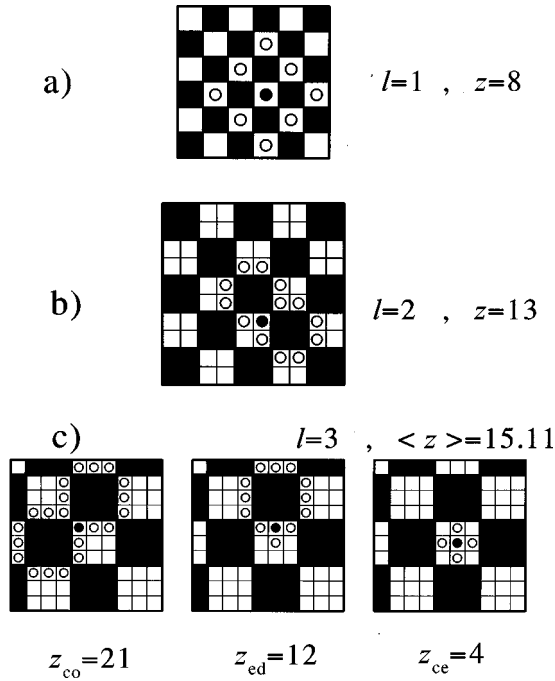 a) l=1 , z=8
b) l=2 , z=13
c) l=3 , < z >=15.11
z_co=21 z_ed=12 z_ce=4